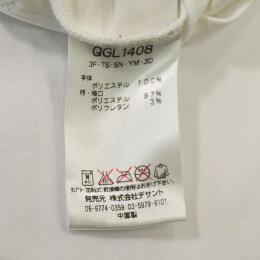 QGL1408
3F-TS-SN-YM-3D
本体
ポリエステル 100%
衿・袖口
ポリエステル 97%
ポリウレタン 3%
40
発売元 株式会社デサント
06-6774-0359 03-5979-6101
中国製